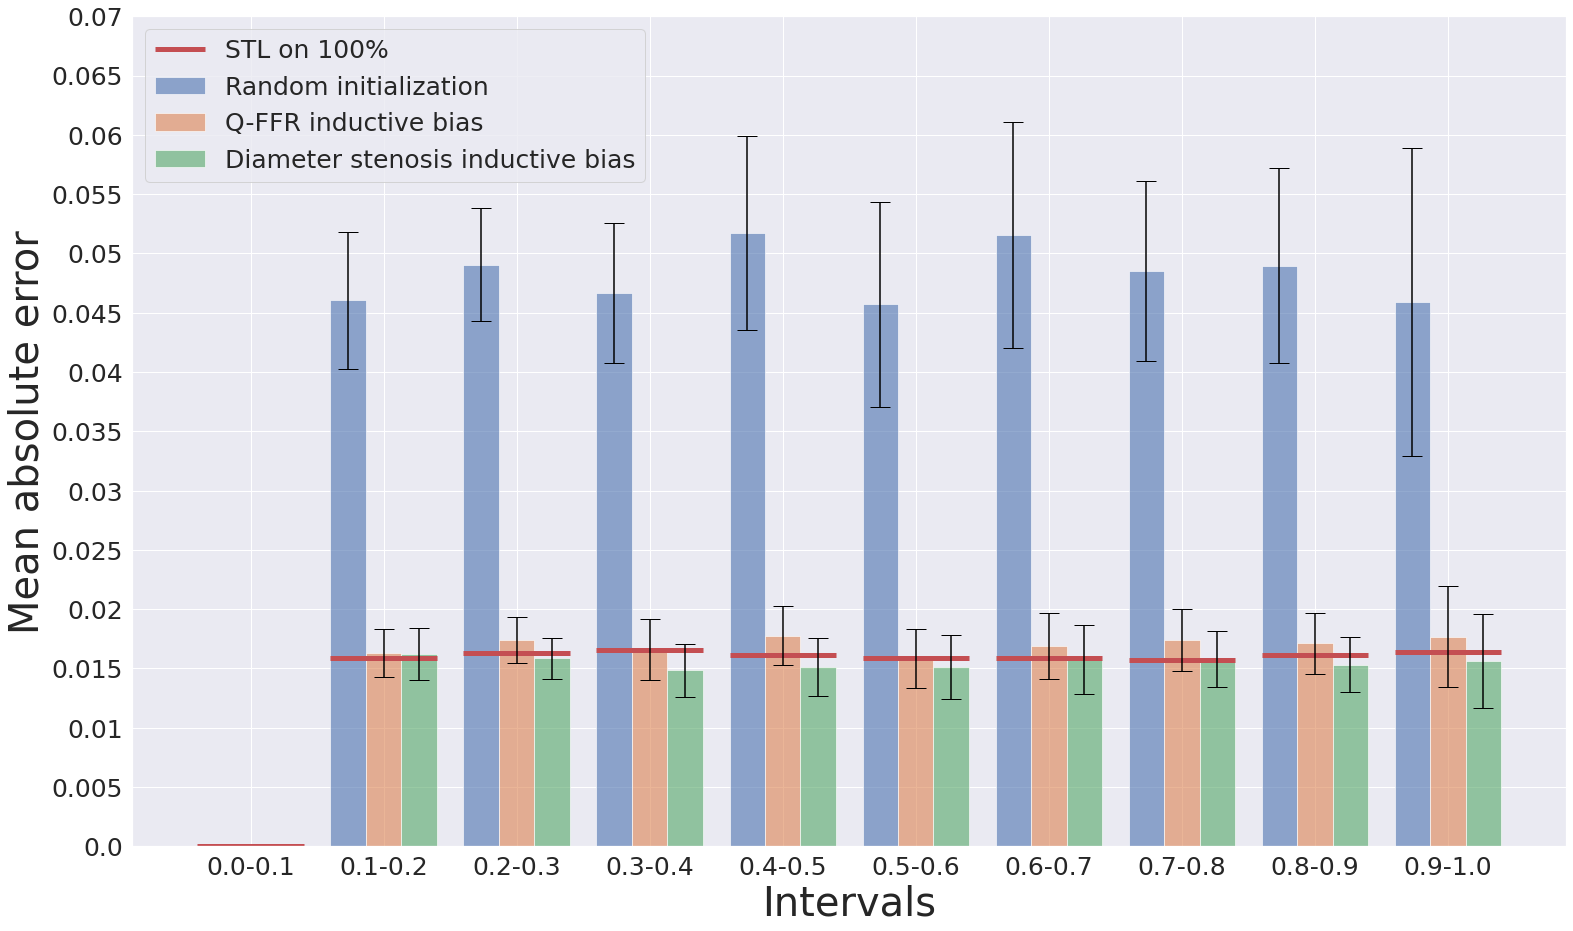 0.07
0.065
0.06
0.055
0.05
0.045
0.04
0.035
0.03
0.025
0.02
0.015
0.01
0.005
0.0
Mean absolute error
STL on 100%
Random initialization
Q-FFR inductive bias
Diameter stenosis inductive bias
0.0-0.1 0.1-0.2 0.2-0.3 0.3-0.4 0.4-0.5 0.5-0.6 0.6-0.7 0.7-0.8 0.8-0.9 0.9-1.0
Intervals